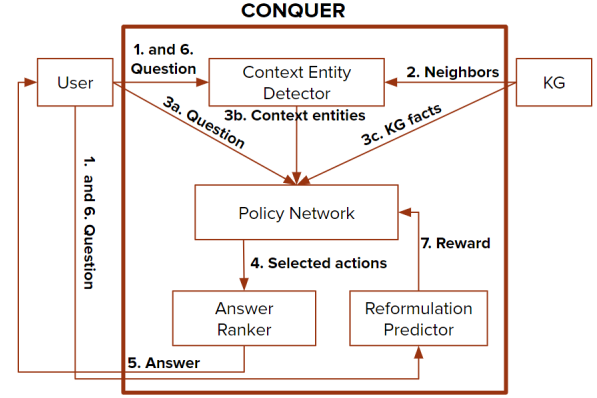 CONQUER
1. and 6.
Question
User
Context Entity
Detector
2. Neighbors
KG
3a. Question
3b. Context entities
3c. KG facts
1. and 6. Question
Policy Network
7. Reward
4. Selected actions
Answer
Ranker
Reformulation
Predictor
5. Answer